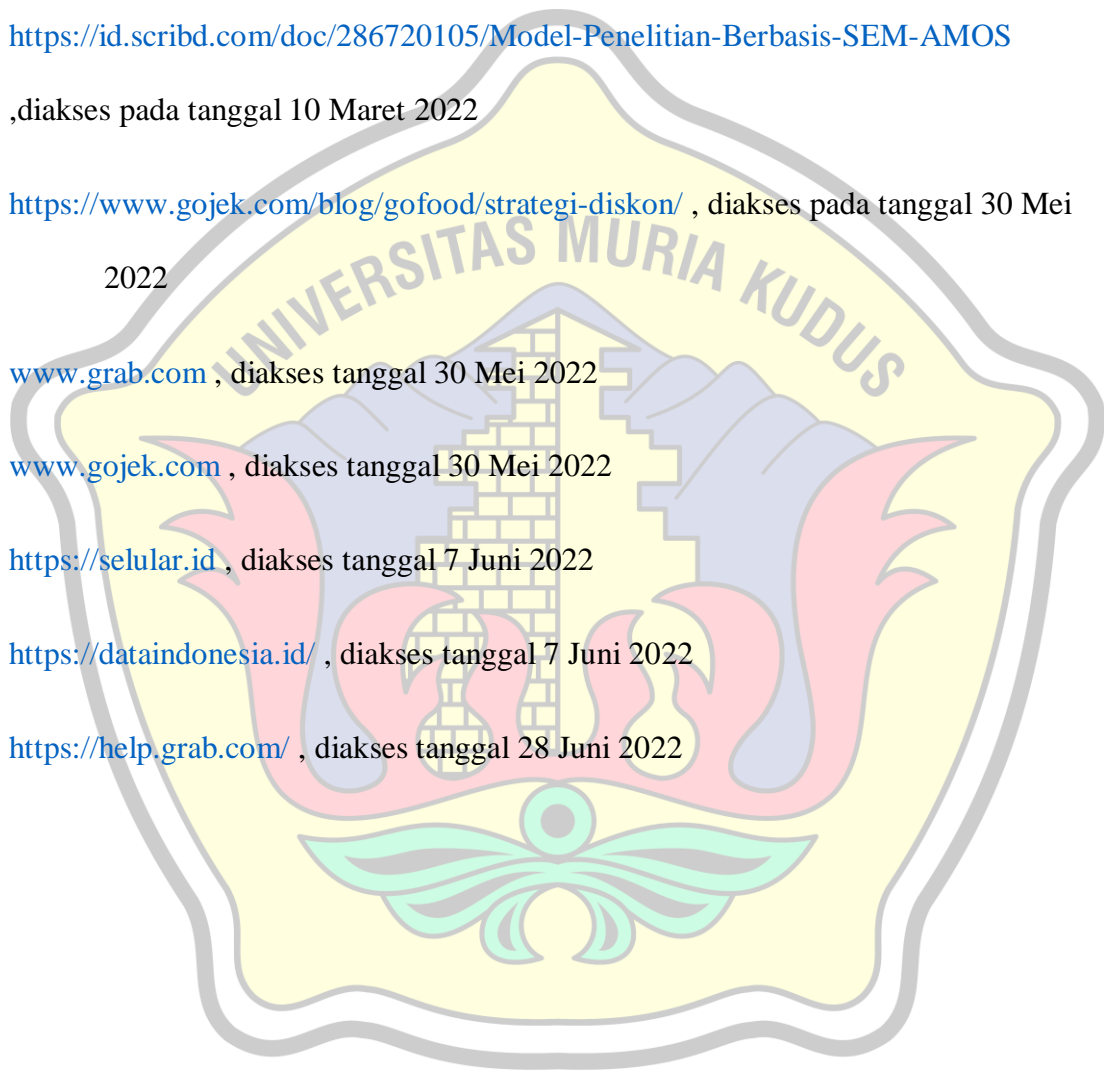 https://id.scribd.com/doc/286720105/Model-Penelitian-Berbasis-SEM-AMOS
,diakses pada tanggal 10 Maret 2022
https://www.gojek.com/blog/gofood/strategi-diskon/ , diakses pada tanggal 30 Mei
2022
UNIVERSITAS MURIA KUDUS
www.grab.com , diakses tanggal 30 Mei 2022
www.gojek.com , diakses tanggal 30 Mei 2022
https://selular.id , diakses tanggal 7 Juni 2022
https://dataindonesia.id/ , diakses tanggal 7 Juni 2022
https://help.grab.com/ , diakses tanggal 28 Juni 2022